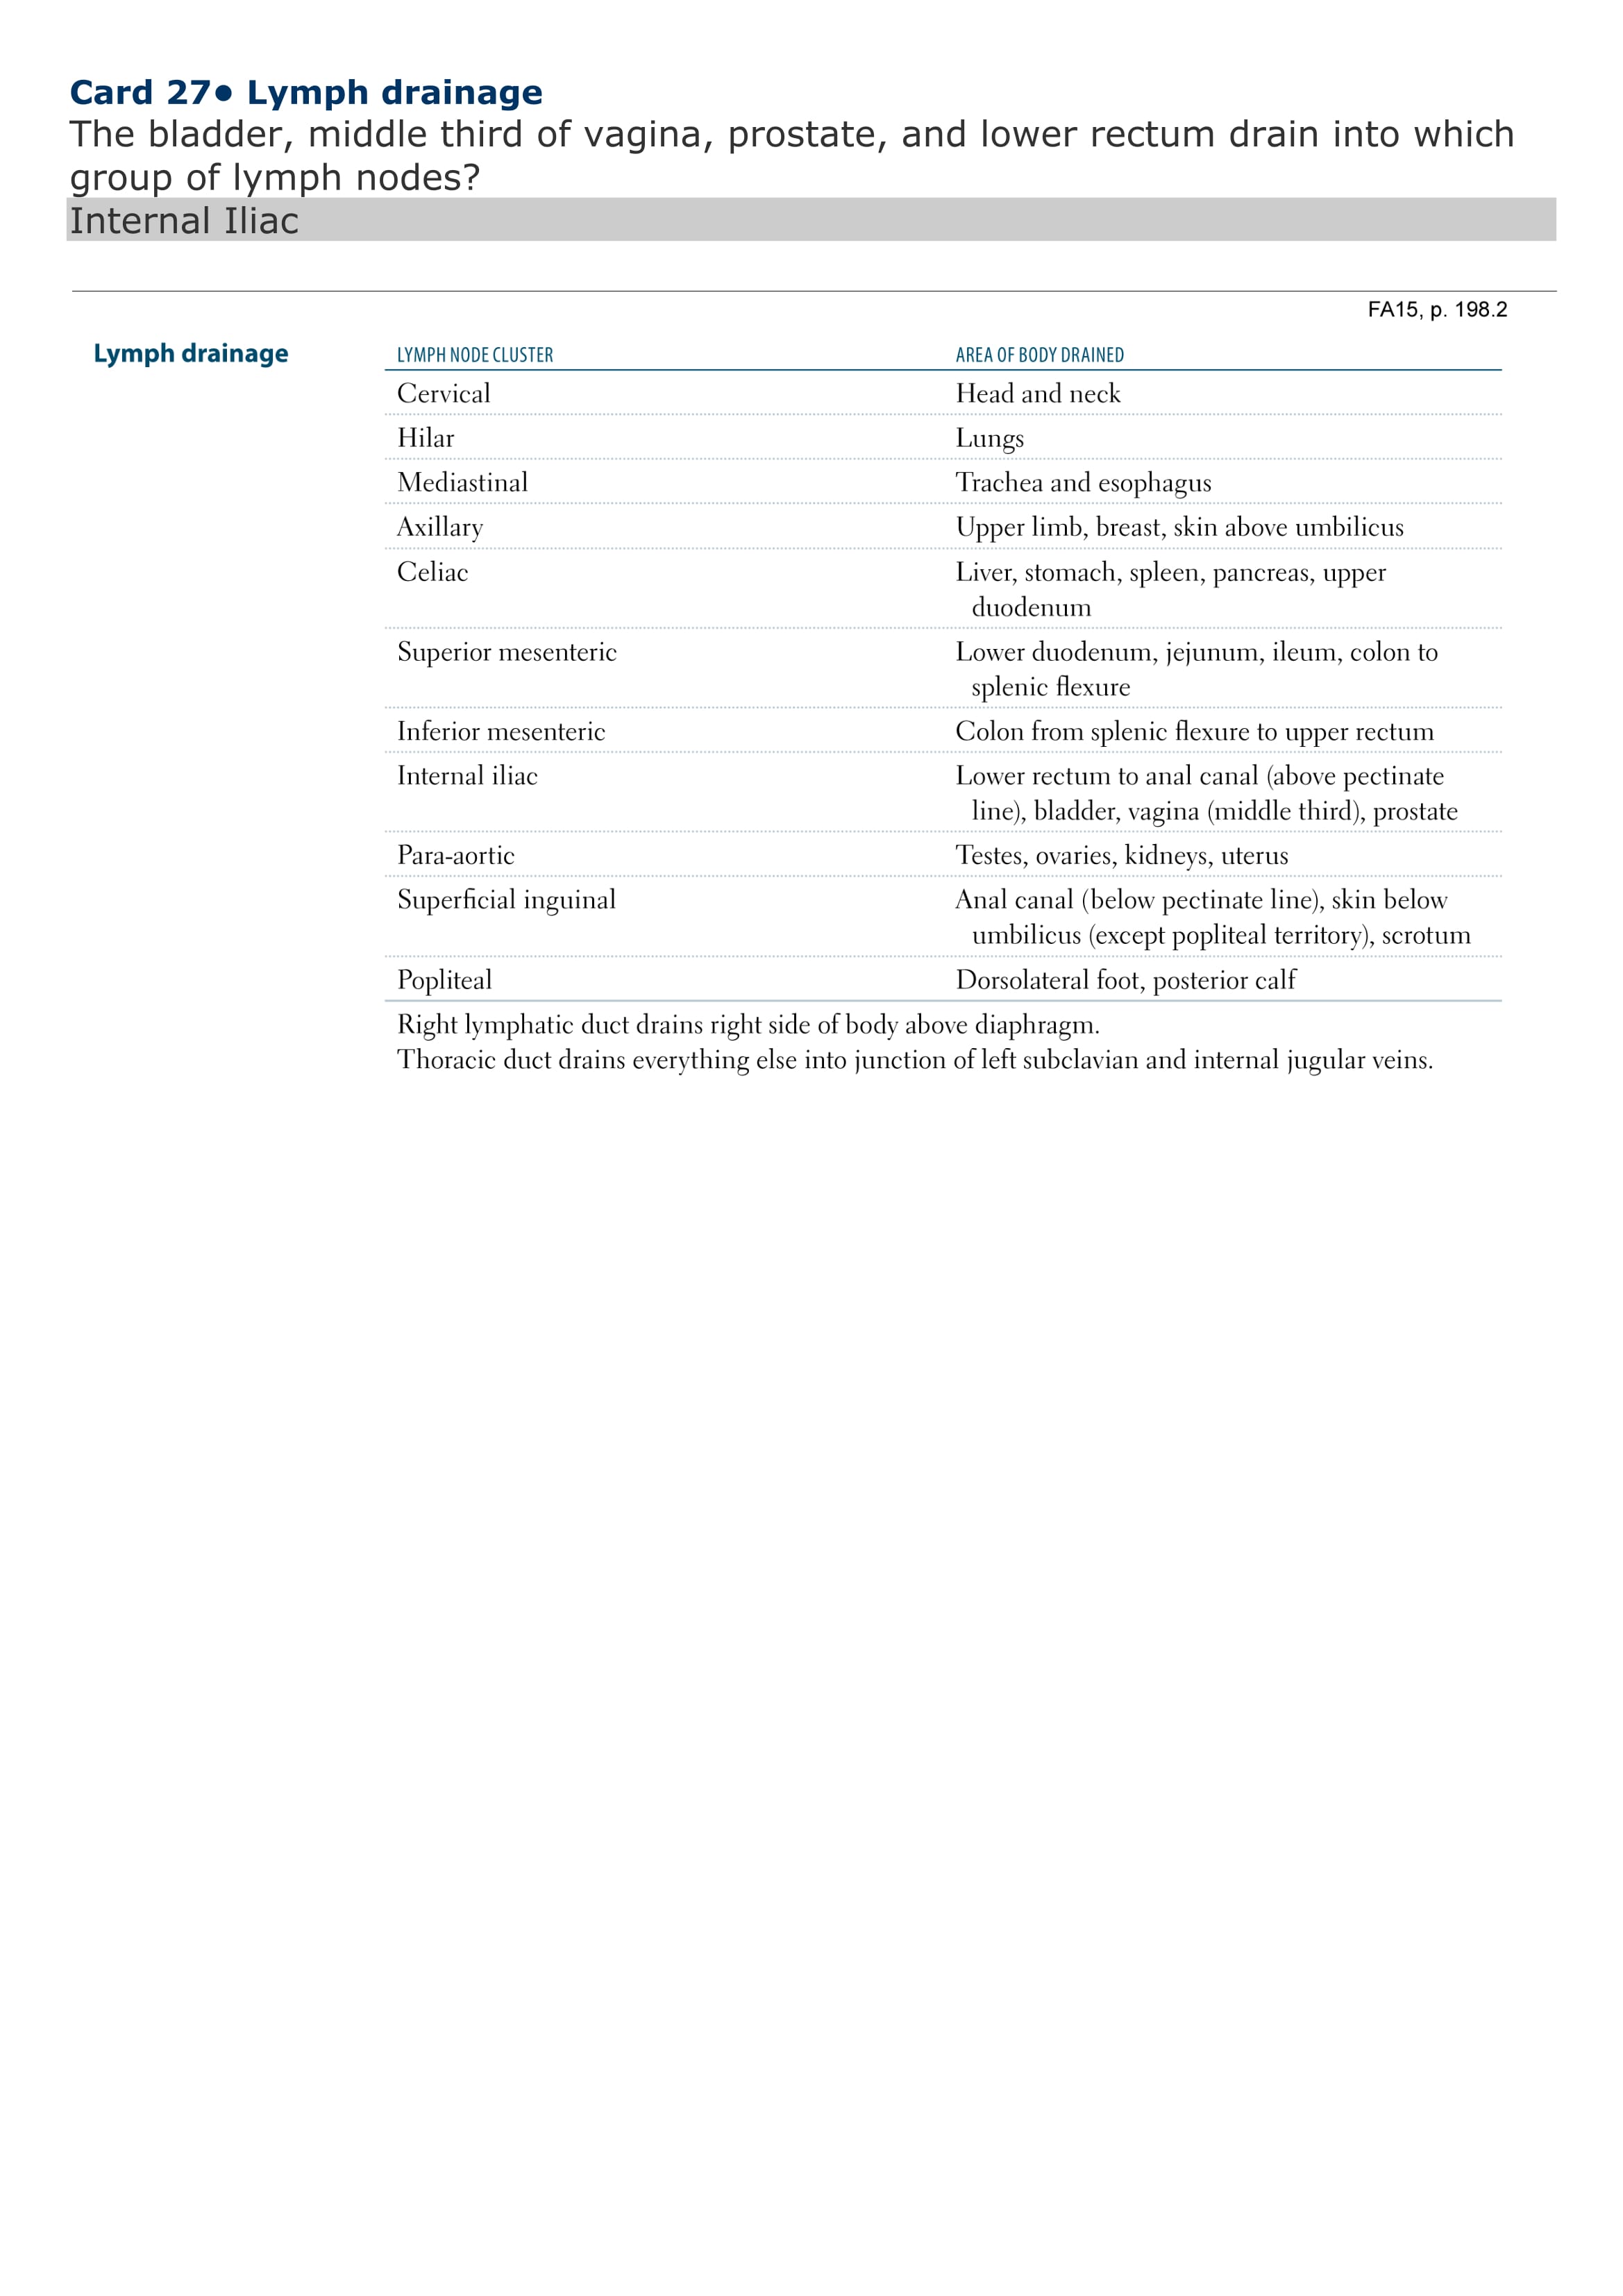 Card 27• Lymph drainage
The bladder, middle third of vagina, prostate, and lower rectum drain into which
group of lymph nodes?
Internal Iliac
FA15, p. 198.2
Lymph drainage LYMPH NODE CLUSTER AREA OF BODY DRAINED
Cervical Head and neck
Hilar Lungs
Mediastinal Trachea and esophagus
Axillary Upper limb, breast, skin above umbilicus
Celiac Liver, stomach, spleen, pancreas, upper
duodenum
Superior mesenteric Lower duodenum, jejunum, ileum, colon to
splenic flexure
Inferior mesenteric Colon from splenic flexure to upper rectum
Internal iliac Lower rectum to anal canal (above pectinate
line), bladder, vagina (middle third), prostate
Para-aortic Testes, ovaries, kidneys, uterus
Superficial inguinal Anal canal (below pectinate line), skin below
umbilicus (except popliteal territory), scrotum
Popliteal Dorsolateral foot, posterior calf
Right lymphatic duct drains right side of body above diaphragm.
Thoracic duct drains everything else into junction of left subclavian and internal jugular veins.